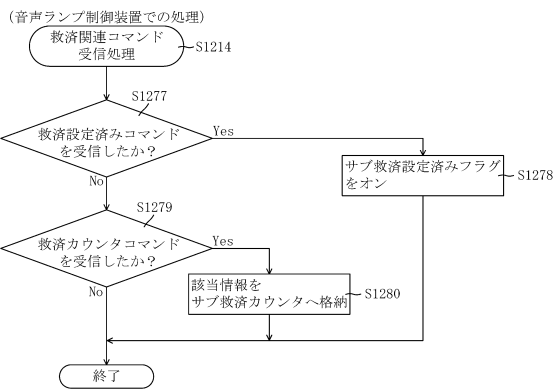 (音声ランプ制御装置での処理)
救済関連コマンド
受信処理
S1214
S1277
救済設定済みコマンド
を受信したか？
Yes
No
サブ救済設定済みフラグ
をオン
S1278
S1279
救済カウンタコマンド
を受信したか？
Yes
No
該当情報を
サブ救済カウンタへ格納
S1280
終了